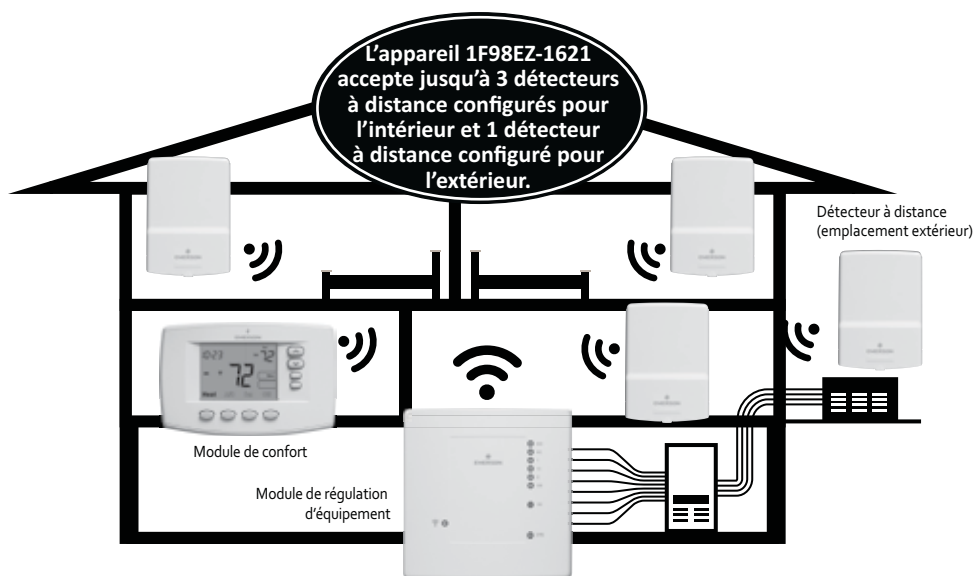 L'appareil 1F98EZ-1621
accepte jusqu'à 3 détecteurs
à distance configurés pour
l'intérieur et 1 détecteur
à distance configuré pour
l'extérieur.
Détecteur à distance
(emplacement extérieur)
72
72
Module de confort
Module de régulation
d'équipement